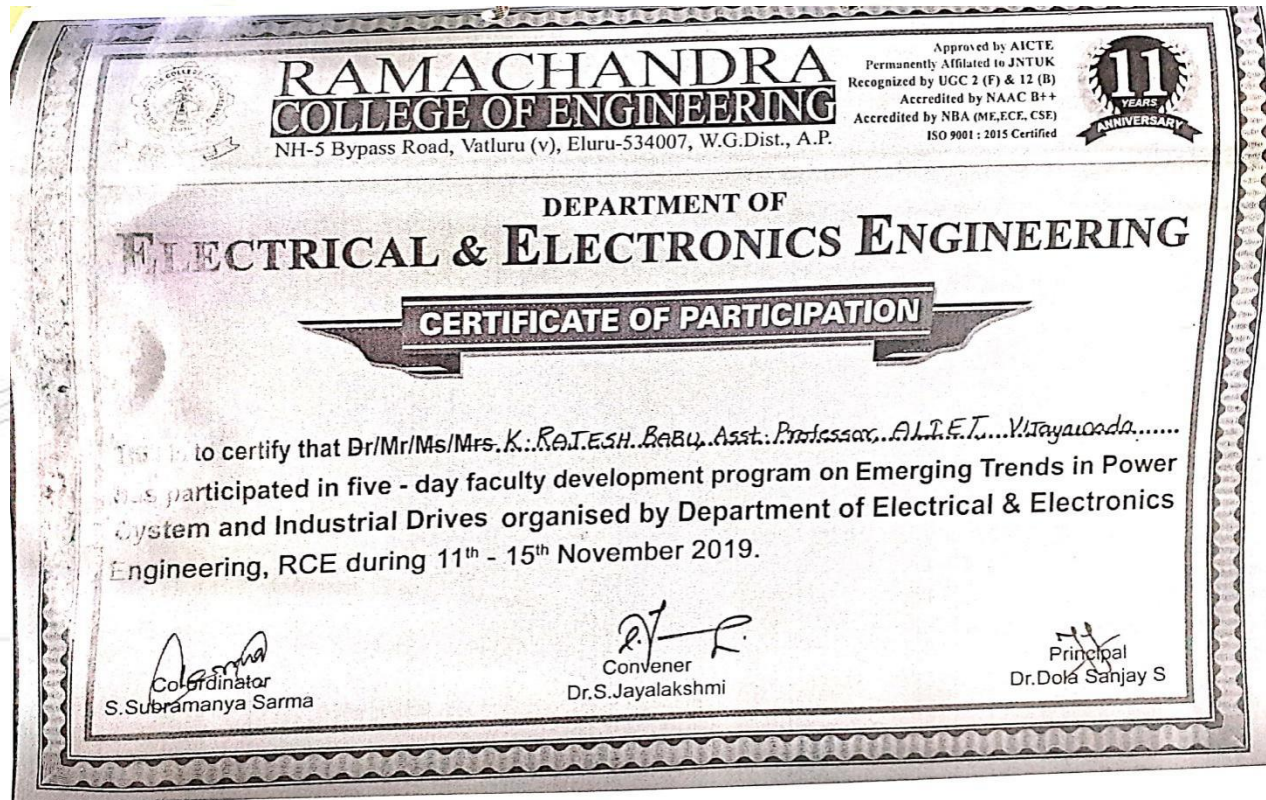 RAMACHANDRA
COLLEGE OF ENGINEERING
NH-5 Bypass Road, Vatluru (v), Eluru-534007, W.G.Dist., A.P.
Approved by AICTE
Permanently Affilated to JNTUK
Recognized by UGC 2 (F) & 12 (B)
Accredited by NAAC B++
Accredited by NBA (ME,ECE, CSE)
ISO 9001 : 2015 Certified
11
YEARS
ANNIVERSARY
DEPARTMENT OF
ELECTRICAL & ELECTRONICS ENGINEERING
CERTIFICATE OF PARTICIPATION
This is to certify that Dr/Mr/Ms/Mrs. K. RAJESH BABU, Asst. Professor, ALIET, Vijayawada
has participated in five - day faculty development program on Emerging Trends in Power
System and Industrial Drives organised by Department of Electrical & Electronics
Engineering, RCE during 11th - 15th November 2019.
Co-ordinator
S.Subramanya Sarma
Convener
Dr.S.Jayalakshmi
Principal
Dr.Dola Sanjay S